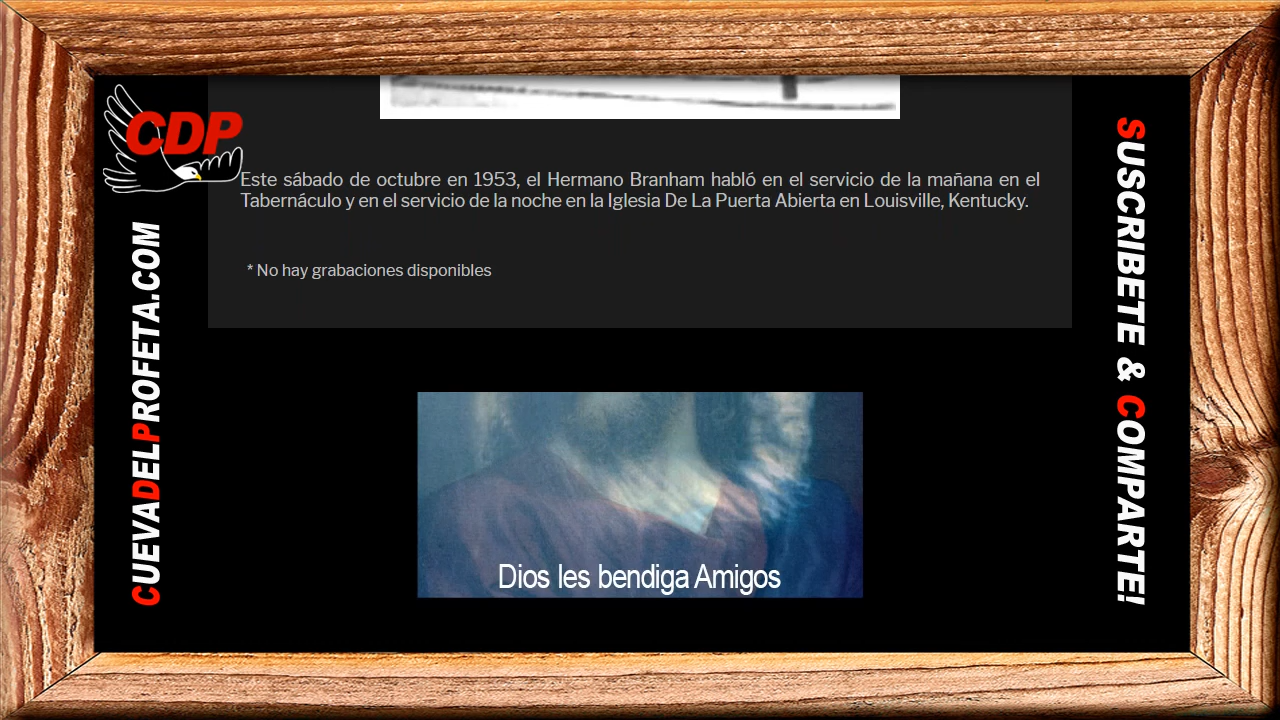 CDP
Este sábado de octubre en 1953, el Hermano Branham habló en el servicio de la mañana en el
Tabernáculo y en el servicio de la noche en la Iglesia De La Puerta Abierta en Louisville, Kentucky.
* No hay grabaciones disponibles
Dios les bendiga Amigos
CUEVADELPROFETA.COM
SUSCRIBETE & COMPARTE!